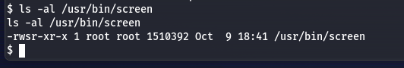 $ ls -al /usr/bin/screen
ls -al /usr/bin/screen
-rwsr-xr-x 1 root root 1510392 Oct  9 18:41 /usr/bin/screen
$